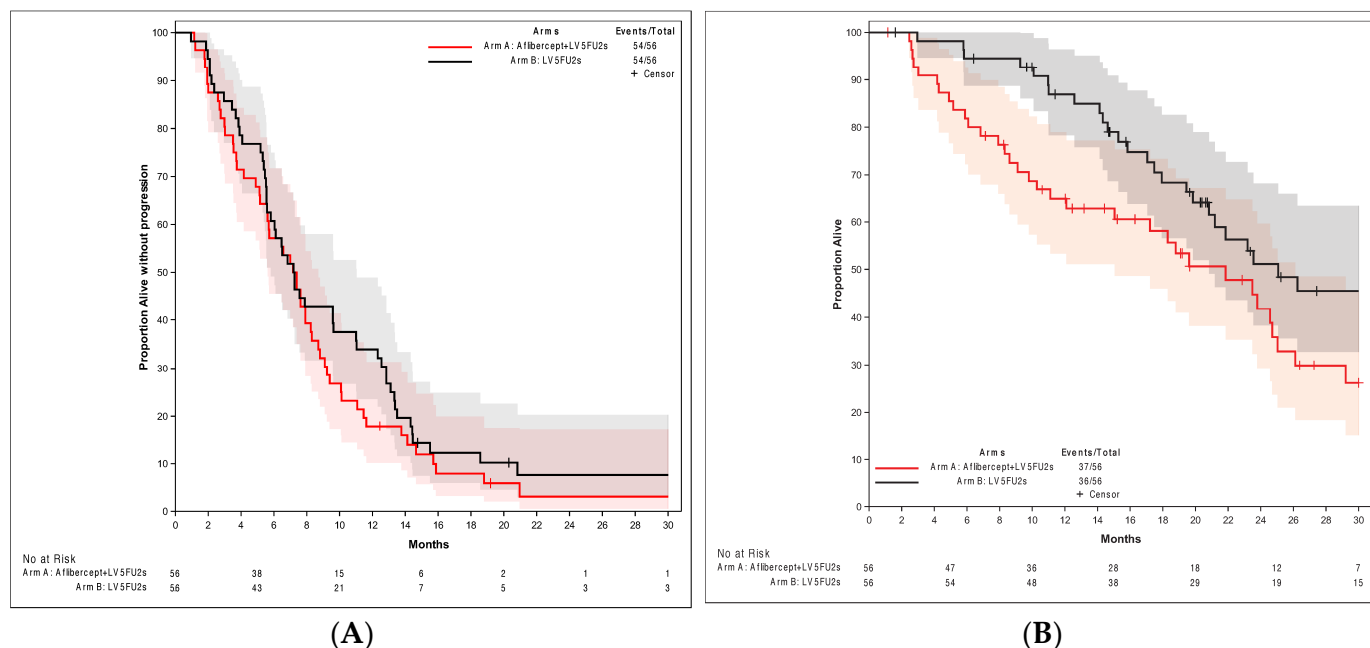 Arms Events/Total
Arm A: Aflibercept+LV5FU2s 54/56
Arm B: LV5FU2s 54/56
+ Censor
Proportion Alive without progression
100
90
80
70
60
50
40
30
20
10
0
0 2 4 6 8 10 12 14 16 18 20 22 24 26 28 30
Months
No at Risk
Arm A: Aflibercept+LV5FU2s 56 38 15 6 2 1 1
Arm B: LV5FU2s 56 43 21 7 5 3 3
(A)
Proportion Alive
100
90
80
70
60
50
40
30
20
10
0
Arms Events/Total
Arm A: Aflibercept+LV5FU2s 37/56
Arm B: LV5FU2s 36/56
+ Censor
0 2 4 6 8 10 12 14 16 18 20 22 24 26 28 30
Months
No at Risk
Arm A: Aflibercept+LV5FU2s 56 47 36 28 18 12 7
Arm B: LV5FU2s 56 54 48 38 29 19 15
(B)